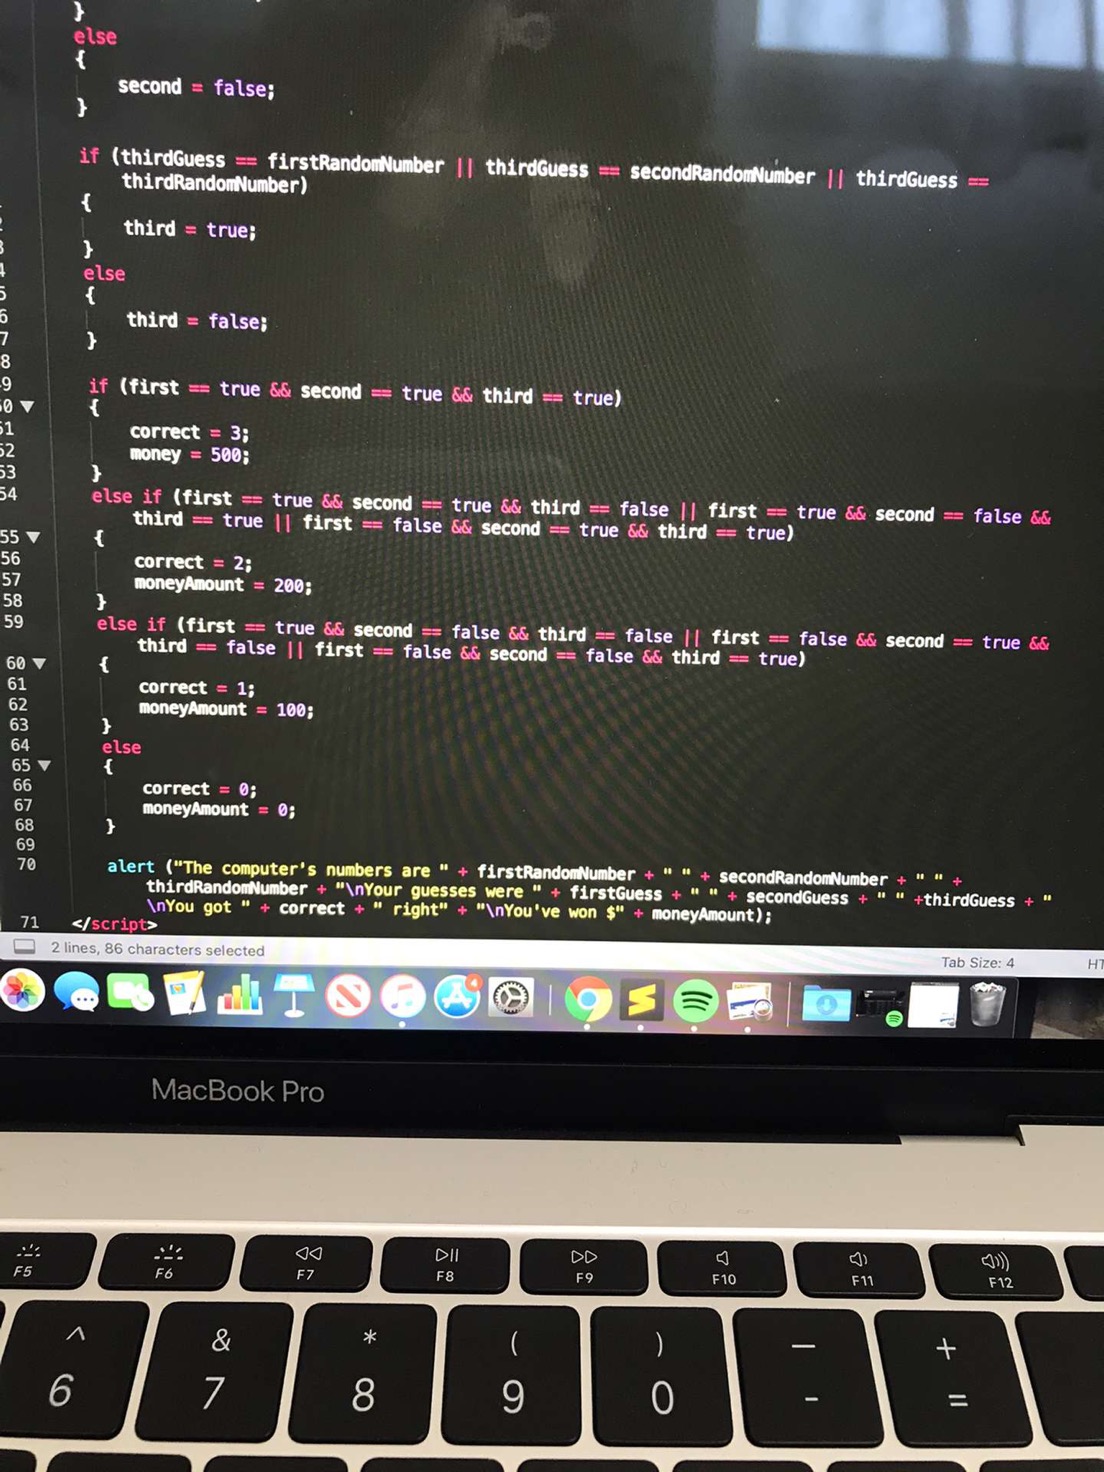 }
else
{
second = false;
}
if (thirdGuess == firstRandomNumber || thirdGuess == secondRandomNumber || thirdGuess ==
thirdRandomNumber)
{
third = true;
}
else
{
third = false;
}
if (first == true && second == true && third == true)
{
correct = 3;
money = 500;
}
else if (first == true && second == true && third == false || first == true && second == false &&
third == true || first == false && second == true && third == true)
{
correct = 2;
moneyAmount = 200;
}
else if (first == true && second == false && third == false || first == false && second == true &&
third == false || first == false && second == false && third == true)
{
correct = 1;
moneyAmount = 100;
}
else
{
correct = 0;
moneyAmount = 0;
}
alert ("The computer's numbers are " + firstRandomNumber + " " + secondRandomNumber + " " +
thirdRandomNumber + "\nYour guesses were " + firstGuess + " " + secondGuess + " " +thirdGuess + "
\nYou got " + correct + " right" + "\nYou've won $" + moneyAmount);
71 </script>
2 lines, 86 characters selected Tab Size: 4 HT
4
MacBook Pro
F5 F6 F7 F8 F9 F10 F11 F12
^ & * ( ) — +
6 7 8 9 0 - =